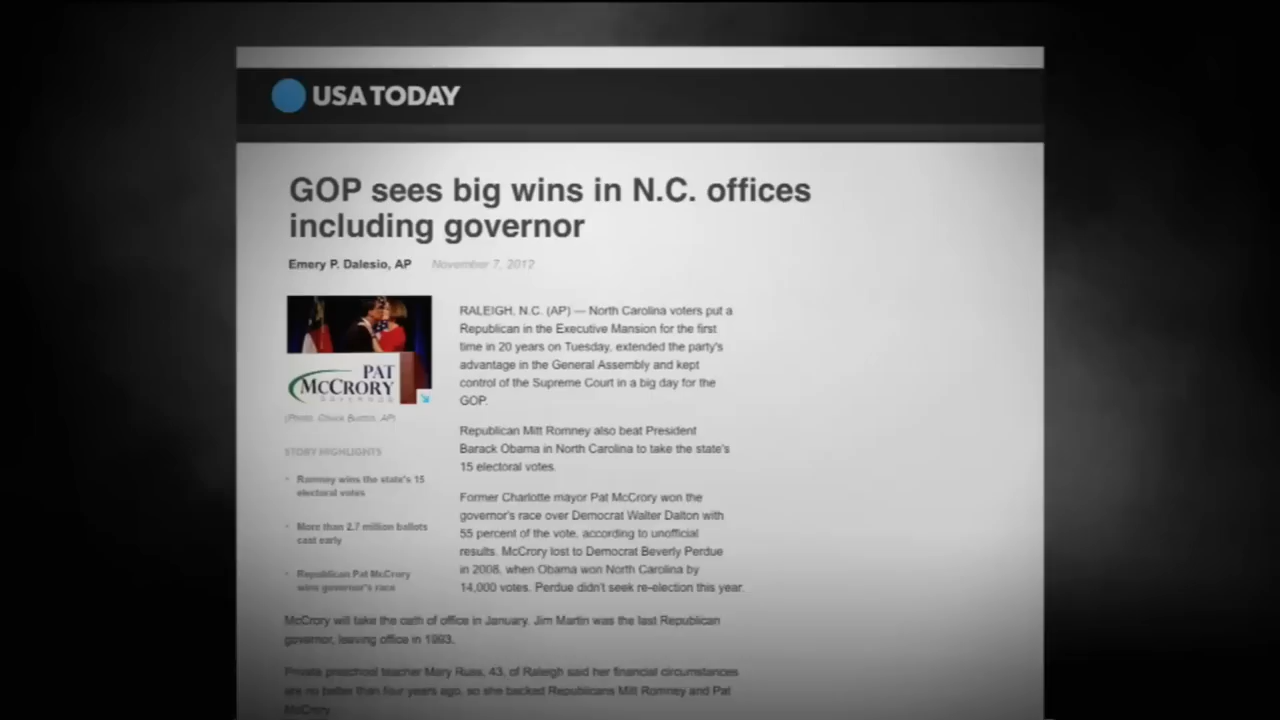 USA TODAY
GOP sees big wins in N.C. offices
including governor
Emery P. Dalesio, AP November 7, 2012
PAT
MCCRORY
GOVERNOR
(Photo: Chuck Burton, AP)
STORY HIGHLIGHTS
• Romney wins the state's 15
electoral votes
• More than 2.7 million ballots
cast early
• Republican Pat McCrory
wins governor's race
RALEIGH, N.C. (AP) — North Carolina voters put a
Republican in the Executive Mansion for the first
time in 20 years on Tuesday, extended the party's
advantage in the General Assembly and kept
control of the Supreme Court in a big day for the
GOP.
Republican Mitt Romney also beat President
Barack Obama in North Carolina to take the state's
15 electoral votes.
Former Charlotte mayor Pat McCrory won the
governor's race over Democrat Walter Dalton with
55 percent of the vote, according to unofficial
results. McCrory lost to Democrat Beverly Perdue
in 2008, when Obama won North Carolina by
14,000 votes. Perdue didn't seek re-election this year.
McCrory will take the oath of office in January. Jim Martin was the last Republican
governor, leaving office in 1993.
Private preschool teacher Mary Russ, 43, of Raleigh said her financial circumstances
are no better than four years ago, so she backed Republicans Mitt Romney and Pat
McCrory.